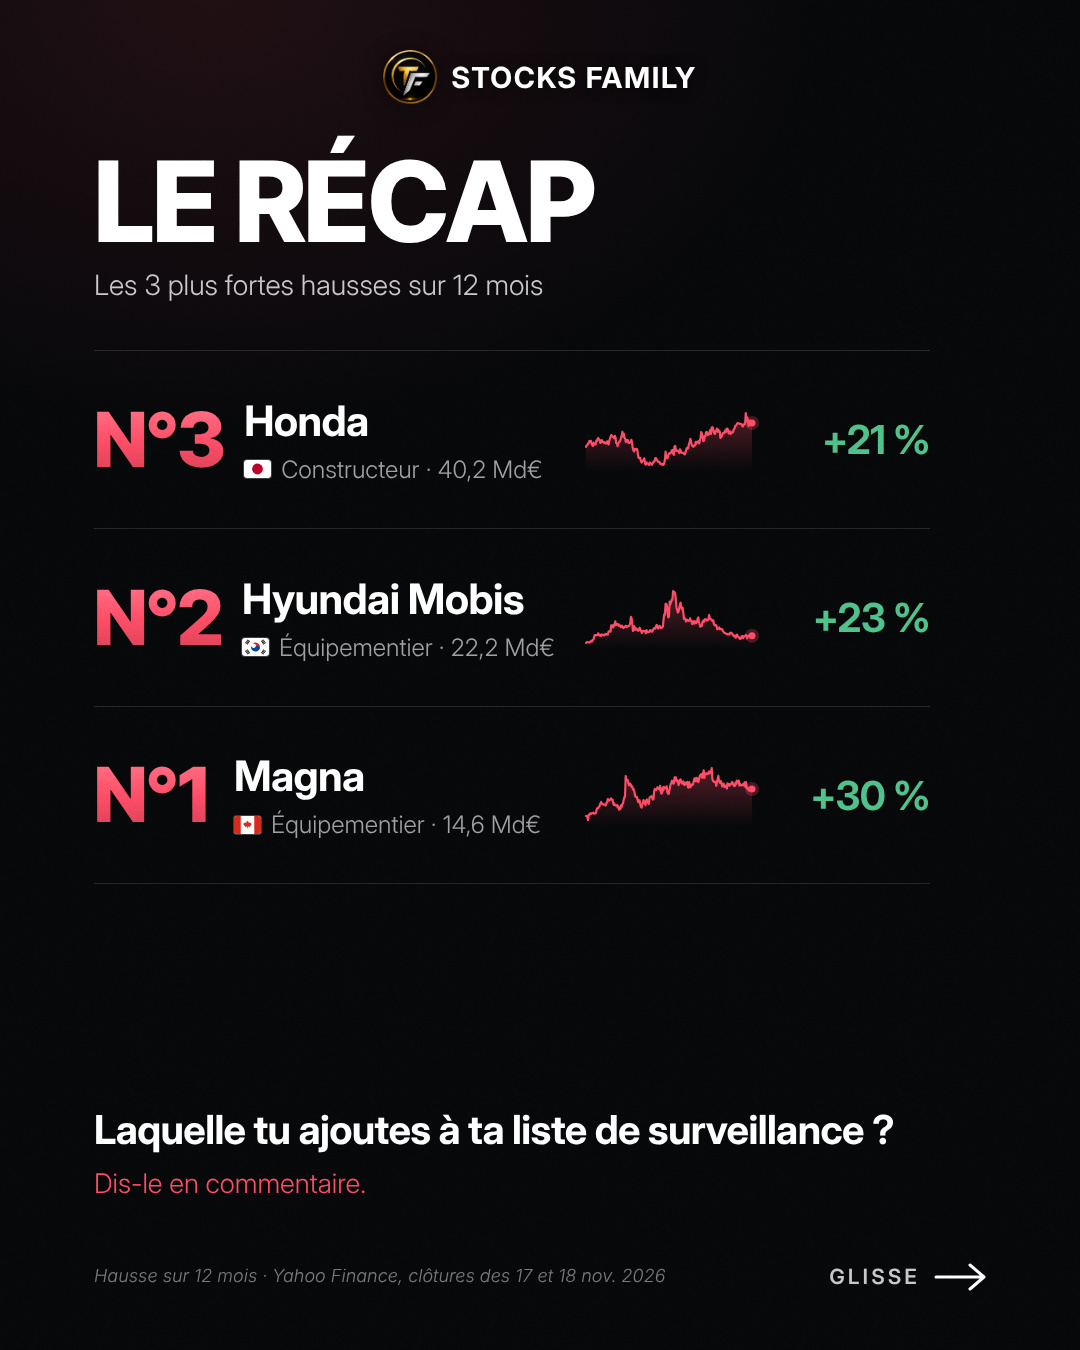 TF STOCKS FAMILY
LE RÉCAP
Les 3 plus fortes hausses sur 12 mois
N°3 Honda
Constructeur · 40,2 Md€
+21 %
N°2 Hyundai Mobis
Équipementier · 22,2 Md€
+23 %
N°1 Magna
Équipementier · 14,6 Md€
+30 %
Laquelle tu ajoutes à ta liste de surveillance ?
Dis-le en commentaire.
Hausse sur 12 mois · Yahoo Finance, clôtures des 17 et 18 nov. 2026
GLISSE